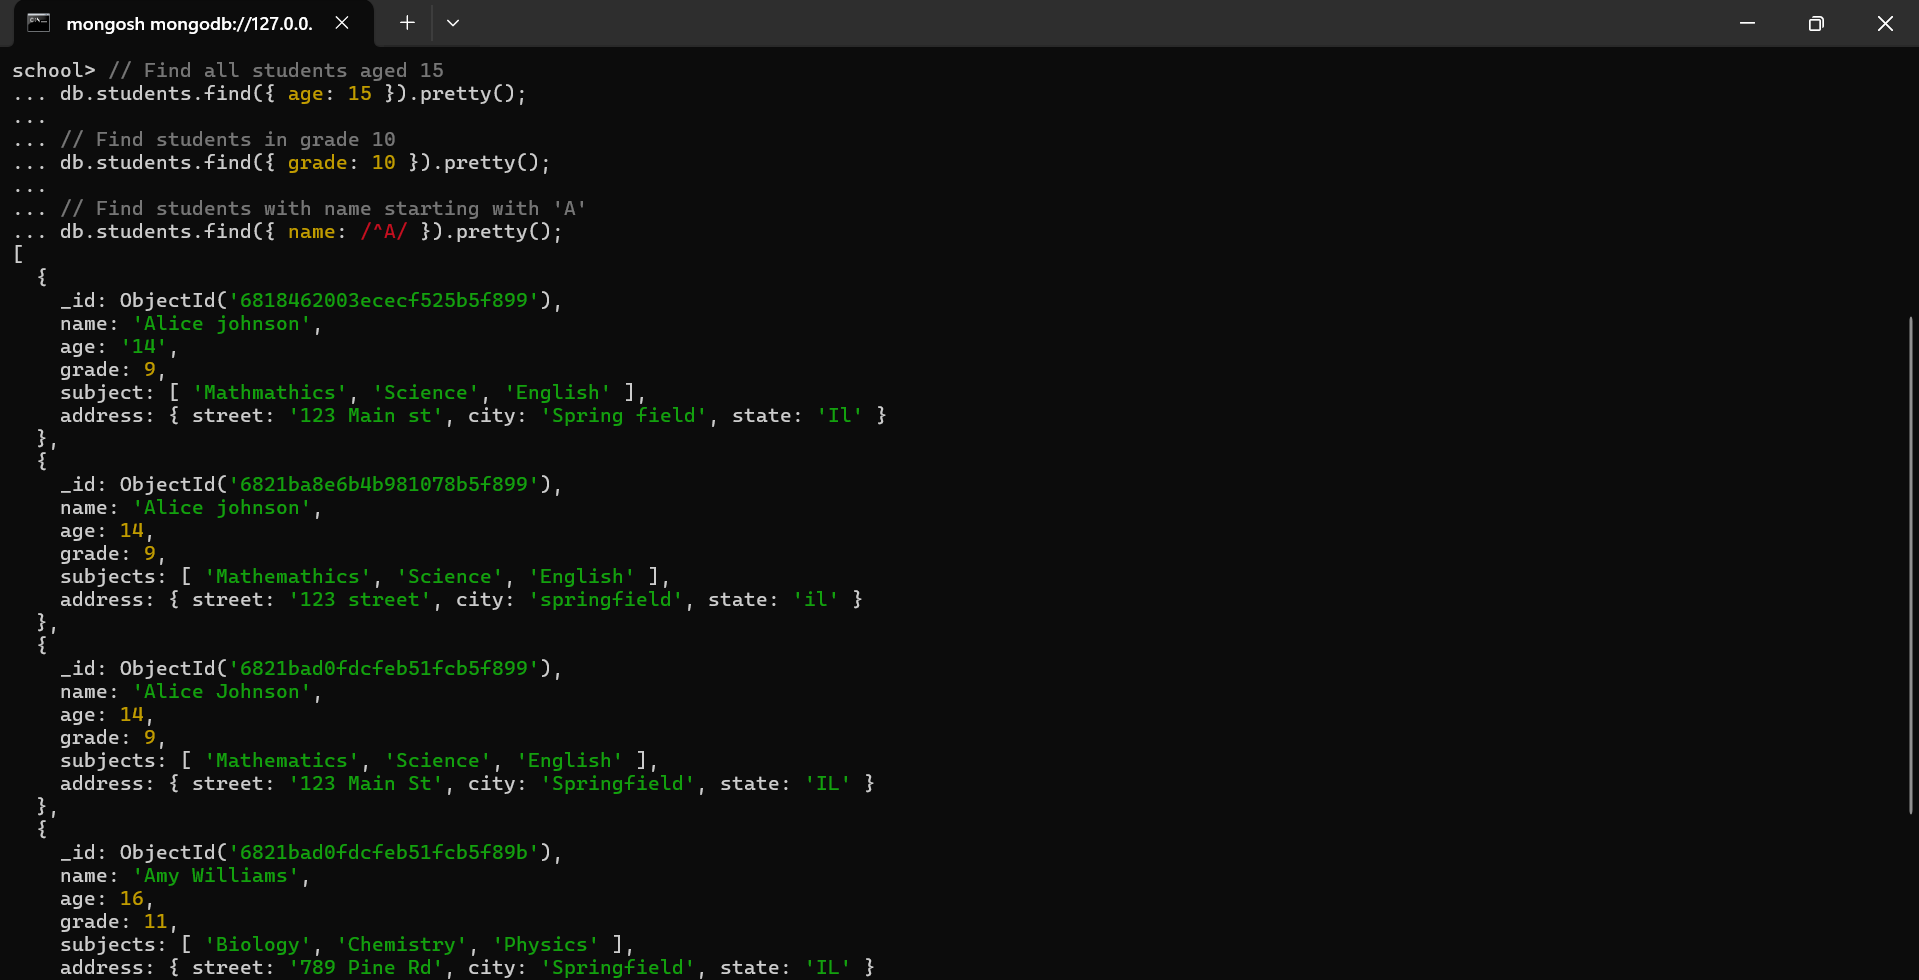 mongosh mongodb://127.0.0.
school> // Find all students aged 15
... db.students.find({ age: 15 }).pretty();
...
... // Find students in grade 10
... db.students.find({ grade: 10 }).pretty();
...
... // Find students with name starting with 'A'
... db.students.find({ name: /^A/ }).pretty();
[
  {
    _id: ObjectId('6818462003ececf525b5f899'),
    name: 'Alice johnson',
    age: '14',
    grade: 9,
    subject: [ 'Mathmathics', 'Science', 'English' ],
    address: { street: '123 Main st', city: 'Spring field', state: 'Il' }
  },
  {
    _id: ObjectId('6821ba8e6b4b981078b5f899'),
    name: 'Alice johnson',
    age: 14,
    grade: 9,
    subjects: [ 'Mathemathics', 'Science', 'English' ],
    address: { street: '123 street', city: 'springfield', state: 'il' }
  },
  {
    _id: ObjectId('6821bad0fdcfeb51fcb5f899'),
    name: 'Alice Johnson',
    age: 14,
    grade: 9,
    subjects: [ 'Mathematics', 'Science', 'English' ],
    address: { street: '123 Main St', city: 'Springfield', state: 'IL' }
  },
  {
    _id: ObjectId('6821bad0fdcfeb51fcb5f89b'),
    name: 'Amy Williams',
    age: 16,
    grade: 11,
    subjects: [ 'Biology', 'Chemistry', 'Physics' ],
    address: { street: '789 Pine Rd', city: 'Springfield', state: 'IL' }